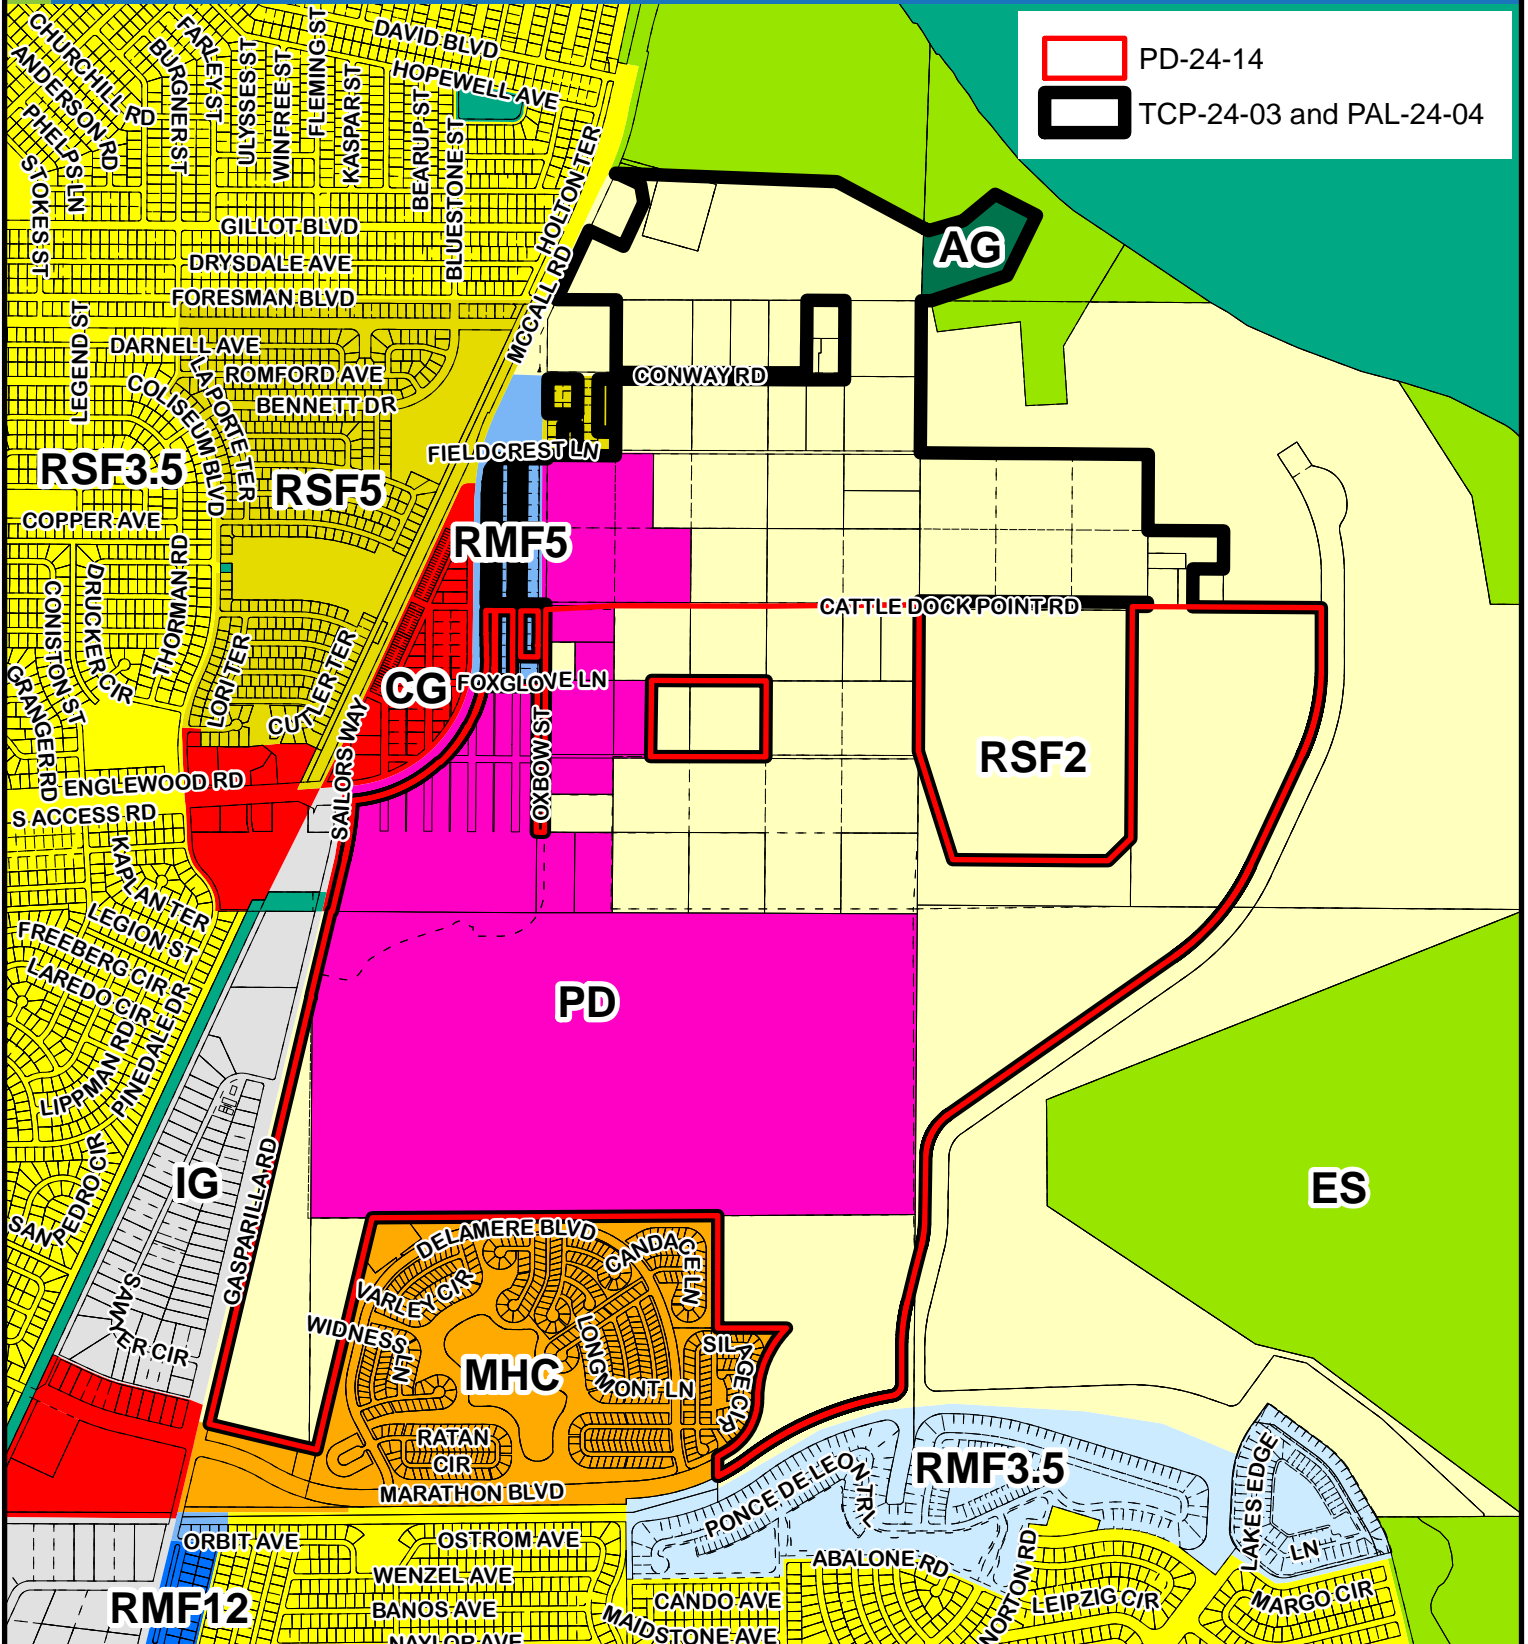 PD-24-14
TCP-24-03 and PAL-24-04
CHURCHILL RD
ANDERSON RD
PHELPS LN
STOKES ST
BURGNER ST
FARLEY ST
ULYSSES ST
WINFREE ST
FLEMING ST
KASPAR ST
DAVID BLVD
HOPEWELL AVE
BEARUP ST
BLUESTONE ST
HOLTON TER
MCCALL RD
GILLOT BLVD
DRYSDALE AVE
FORESMAN BLVD
AG
LEGEND ST
DARNELL AVE
ROMFORD AVE
BENNETT DR
LA PORTE TER
COLISEUM BLVD
CONWAY RD
FIELDCREST LN
RSF3.5
RSF5
COPPER AVE
RMF5
THORMAN RD
DRUCKER CIR
CONISTON ST
GRANGER RD
LORI TER
CUTLER TER
CATTLE DOCK POINT RD
CG
FOXGLOVE LN
OXBOW ST
SAILORS WAY
RSF2
ENGLEWOOD RD
S ACCESS RD
KAPLAN TER
LEGION ST
FREEBERG CIR
LAREDO CIR
LIPPMAN RD
PINEDALE DR
SAN PEDRO CIR
PD
IG
ES
GASPARILLA RD
SAWYER CIR
DELAMERE BLVD
CANDACE LN
VARLEY CIR
WIDNESS LN
LONGMONT LN
SILAGE CIR
MHC
RATAN
CIR
MARATHON BLVD
RMF3.5
PONCE DE LEON TRL
LAKES EDGE
LN
ORBIT AVE
OSTROM AVE
WENZEL AVE
BANOS AVE
NAYLOR AVE
RMF12
ABALONE RD
CANDO AVE
MAIDSTONE AVE
NORTON RD
LEIPZIG CIR
MARGO CIR